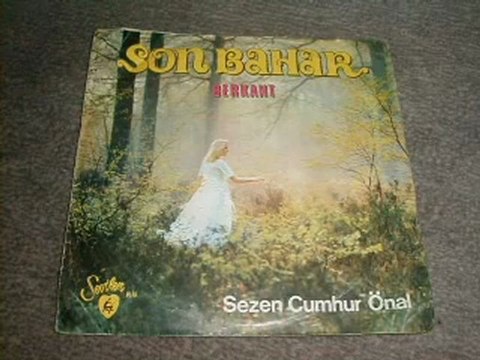 SON BAHAR
BERKANT
Sezen Cumhur Önal